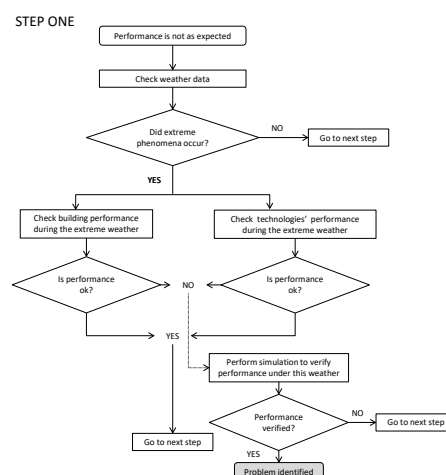 STEP ONE
Performance is not as expected
Check weather data
Did extreme
phenomena occur?
NO
Go to next step
YES
Check building performance
during the extreme weather
Check technologies' performance
during the extreme weather
Is performance
ok?
NO
Is performance
ok?
YES
Perform simulation to verify
performance under this weather
Performance
verified?
NO
Go to next step
Go to next step
YES
Problem identified